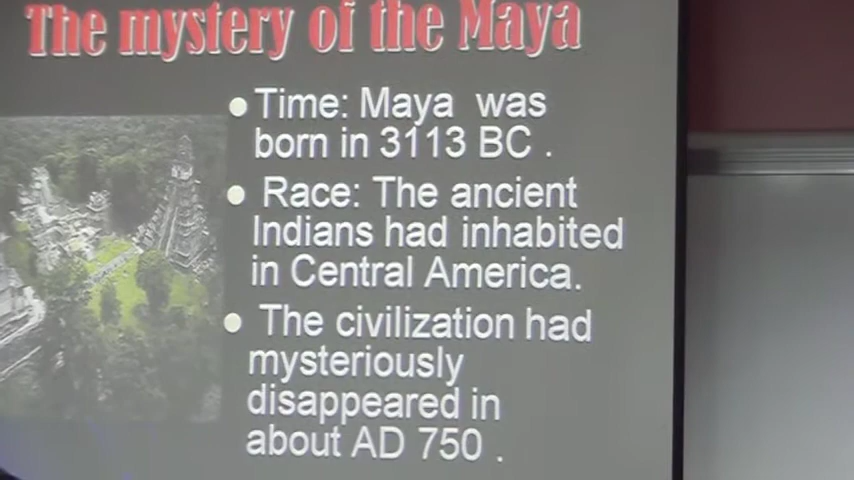 The mystery of the Maya
• Time: Maya was
born in 3113 BC .
• Race: The ancient
Indians had inhabited
in Central America.
• The civilization had
mysteriously
disappeared in
about AD 750 .